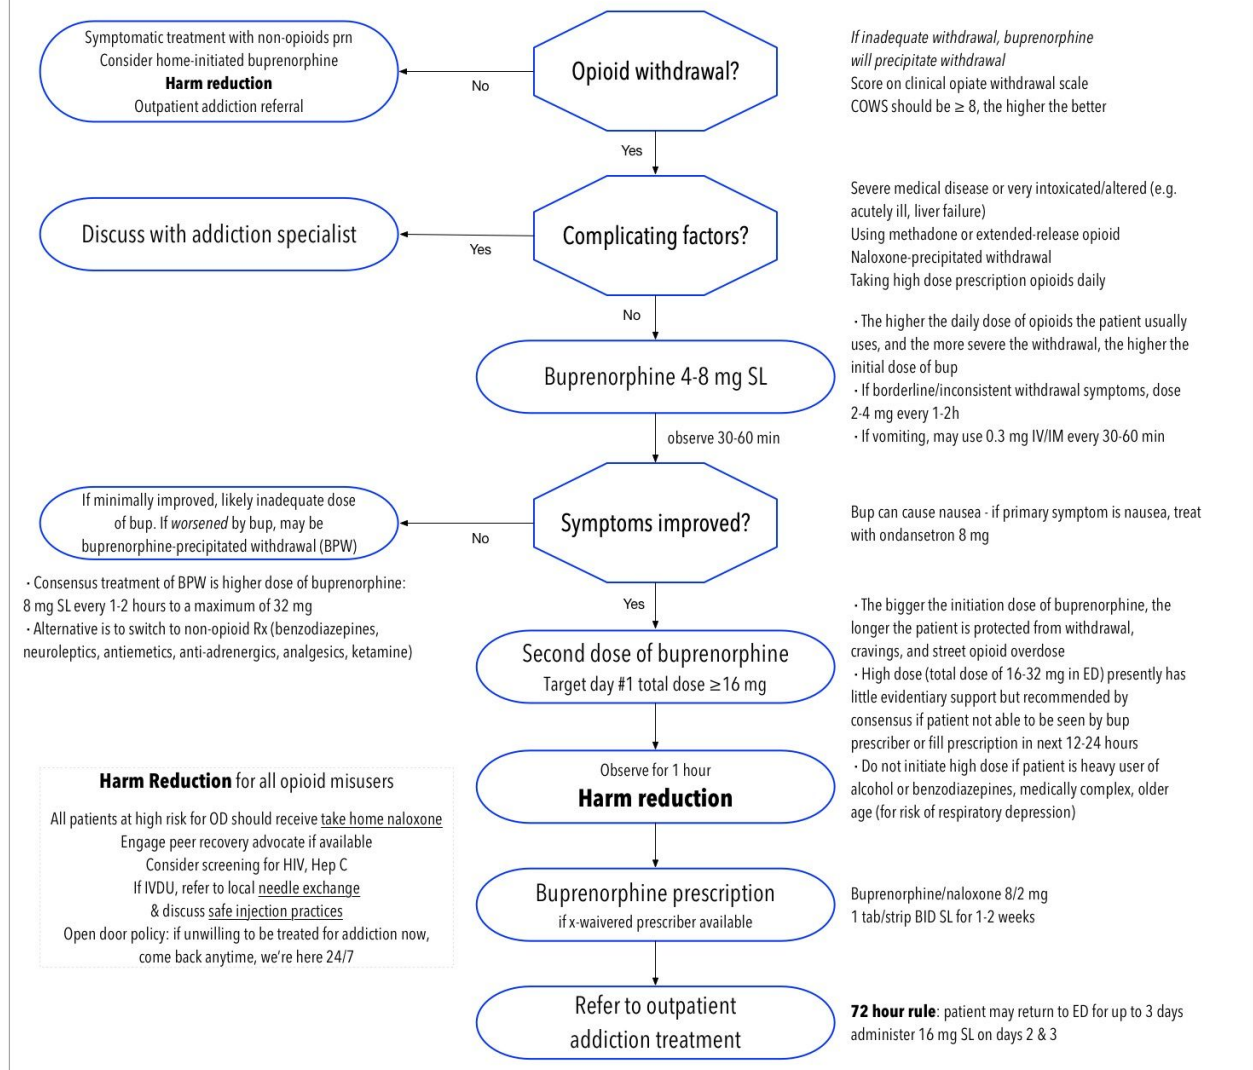 Symptomatic treatment with non-opioids prn
Consider home-initiated buprenorphine
Harm reduction
Outpatient addiction referral
No
Opioid withdrawal?
If inadequate withdrawal, buprenorphine
will precipitate withdrawal
Score on clinical opiate withdrawal scale
COWS should be ≥ 8, the higher the better
Yes
Discuss with addiction specialist
Yes
Complicating factors?
Severe medical disease or very intoxicated/altered (e.g.
acutely ill, liver failure)
Using methadone or extended-release opioid
Naloxone-precipitated withdrawal
Taking high dose prescription opioids daily
No
Buprenorphine 4-8 mg SL
· The higher the daily dose of opioids the patient usually
uses, and the more severe the withdrawal, the higher the
initial dose of bup
· If borderline/inconsistent withdrawal symptoms, dose
2-4 mg every 1-2h
· If vomiting, may use 0.3 mg IV/IM every 30-60 min
observe 30-60 min
If minimally improved, likely inadequate dose
of bup. If worsened by bup, may be
buprenorphine-precipitated withdrawal (BPW)
No
Symptoms improved?
Bup can cause nausea - if primary symptom is nausea, treat
with ondansetron 8 mg
· Consensus treatment of BPW is higher dose of buprenorphine:
8 mg SL every 1-2 hours to a maximum of 32 mg
· Alternative is to switch to non-opioid Rx (benzodiazepines,
neuroleptics, antiemetics, anti-adrenergics, analgesics, ketamine)
Yes
Second dose of buprenorphine
Target day #1 total dose ≥16 mg
· The bigger the initiation dose of buprenorphine, the
longer the patient is protected from withdrawal,
cravings, and street opioid overdose
· High dose (total dose of 16-32 mg in ED) presently has
little evidentiary support but recommended by
consensus if patient not able to be seen by bup
prescriber or fill prescription in next 12-24 hours
· Do not initiate high dose if patient is heavy user of
alcohol or benzodiazepines, medically complex, older
age (for risk of respiratory depression)
Observe for 1 hour
Harm reduction
Harm Reduction for all opioid misusers
All patients at high risk for OD should receive take home naloxone
Engage peer recovery advocate if available
Consider screening for HIV, Hep C
If IVDU, refer to local needle exchange
& discuss safe injection practices
Open door policy: if unwilling to be treated for addiction now,
come back anytime, we're here 24/7
Buprenorphine prescription
if x-waivered prescriber available
Buprenorphine/naloxone 8/2 mg
1 tab/strip BID SL for 1-2 weeks
Refer to outpatient
addiction treatment
72 hour rule: patient may return to ED for up to 3 days
administer 16 mg SL on days 2 & 3